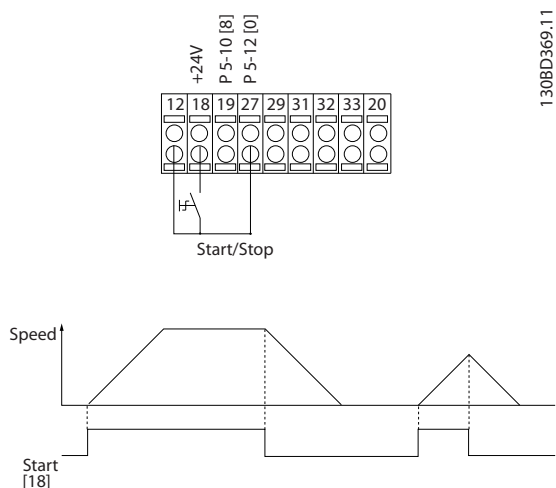 130BD369.11
+24V
P 5-10 [8]
P 5-12 [0]
12 18 19 27 29 31 32 33 20
Start/Stop
Speed
Start
[18]